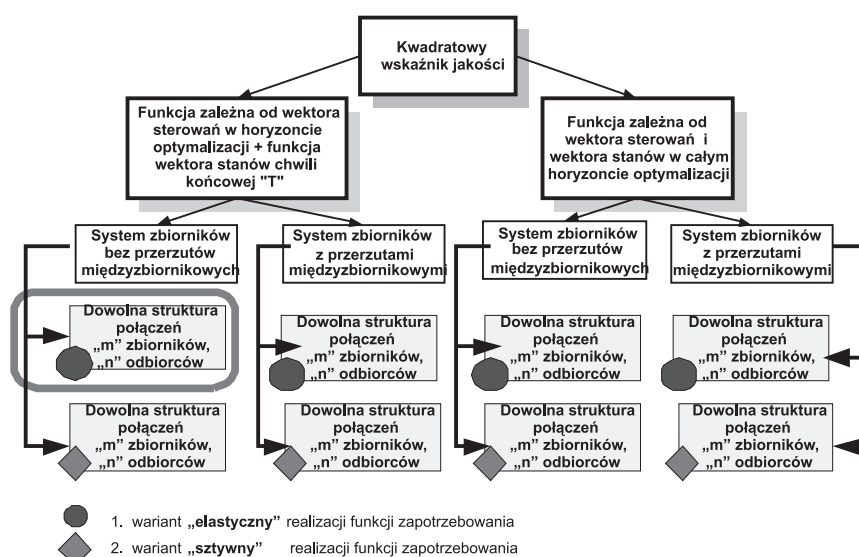 Kwadratowy
wskaźnik jakości
Funkcja zależna od wektora
sterowań w horyzoncie
optymalizacji + funkcja
wektora stanów chwili
końcowej "T"
Funkcja zależna od
wektora sterowań i
wektora stanów w całym
horyzoncie optymalizacji
System zbiorników
bez przerzutów
międzyzbiornikowych
System zbiorników
z przerzutami
międzyzbiornikowymi
System zbiorników
bez przerzutów
międzyzbiornikowych
System zbiorników
z przerzutami
międzyzbiornikowymi
Dowolna struktura
połączeń
„m” zbiorników,
„n” odbiorców
Dowolna struktura
połączeń
„m” zbiorników,
„n” odbiorców
Dowolna struktura
połączeń
„m” zbiorników,
„n” odbiorców
Dowolna struktura
połączeń
„m” zbiorników,
„n” odbiorców
Dowolna struktura
połączeń
„m” zbiorników,
„n” odbiorców
Dowolna struktura
połączeń
„m” zbiorników,
„n” odbiorców
Dowolna struktura
połączeń
„m” zbiorników,
„n” odbiorców
Dowolna struktura
połączeń
„m” zbiorników,
„n” odbiorców
1. wariant „elastyczny” realizacji funkcji zapotrzebowania
2. wariant „sztywny” realizacji funkcji zapotrzebowania